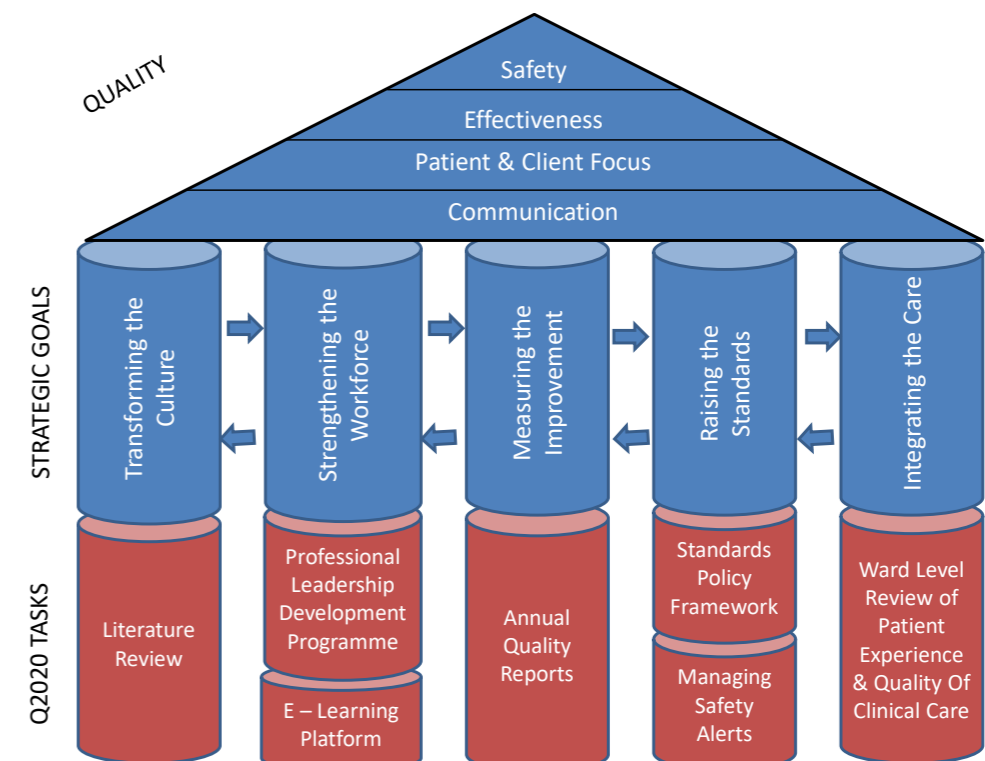 QUALITY
Safety
Effectiveness
Patient & Client Focus
Communication
STRATEGIC GOALS
Transforming the
Culture
Strengthening the
Workforce
Measuring the
Improvement
Raising the
Standards
Integrating the Care
Q2020 TASKS
Literature
Review
Professional
Leadership
Development
Programme
E – Learning
Platform
Annual
Quality
Reports
Standards
Policy
Framework
Managing
Safety
Alerts
Ward Level
Review of
Patient
Experience
& Quality Of
Clinical Care